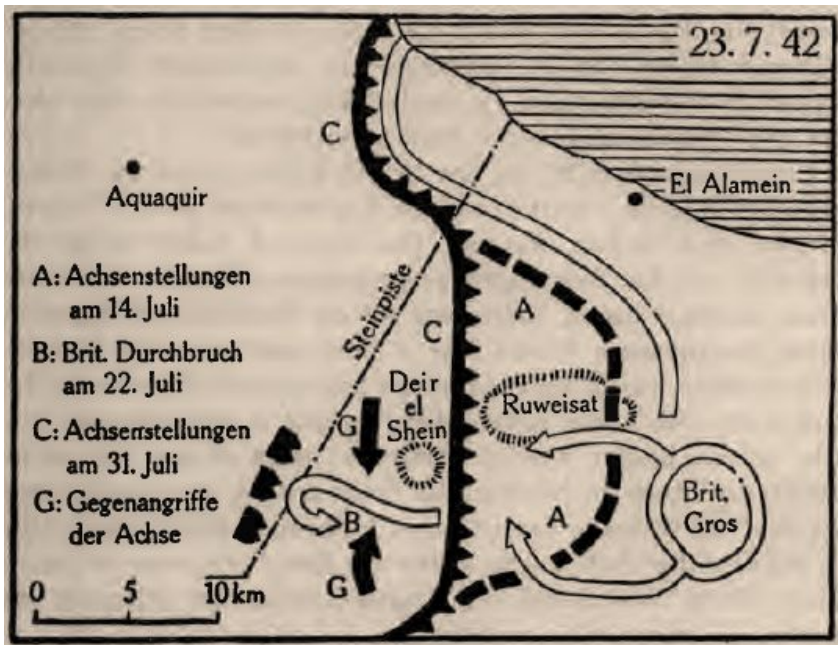 23. 7. 42
C
Aquaquir
El Alamein
A: Achsenstellungen
am 14. Juli
B: Brit. Durchbruch
am 22. Juli
C: Achsenstellungen
am 31. Juli
G: Gegenangriffe
der Achse
Steinpiste
C
A
Deir
el
Shein
G
Ruweisat
B
A
Brit.
Gros
G
0 5 10 km